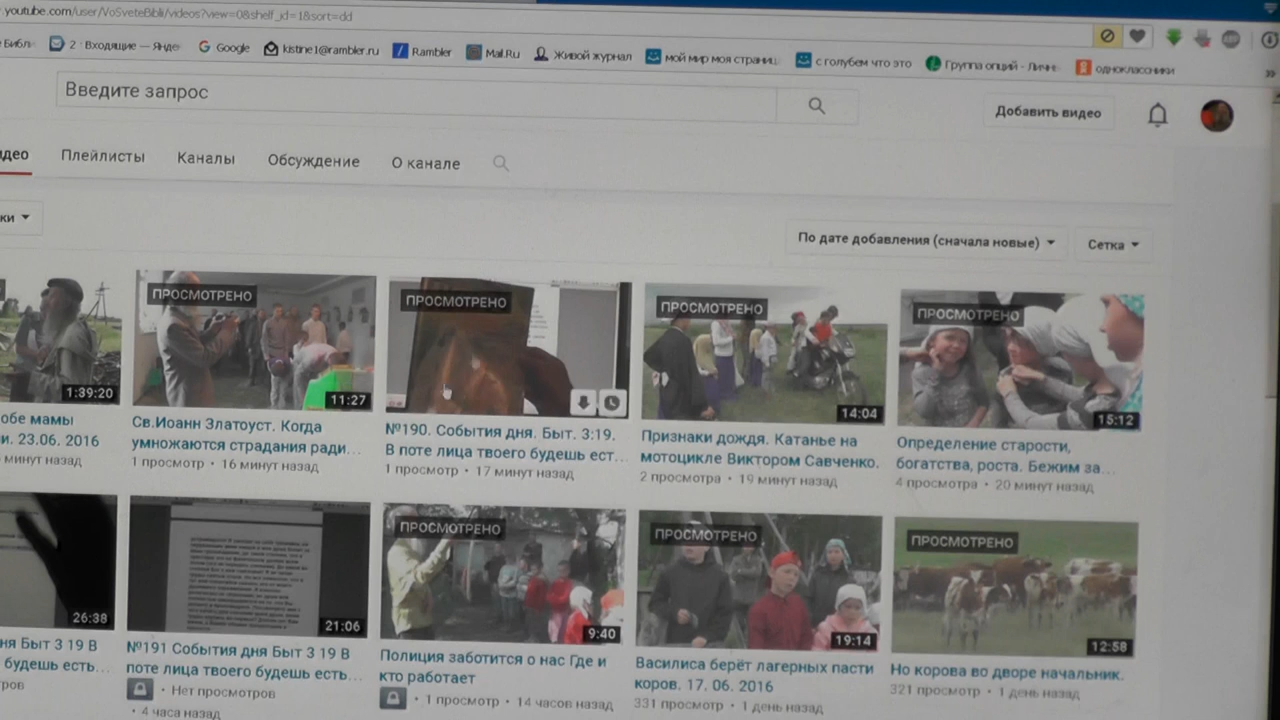 youtube.com/user/VoSveteBibli/videos?view=0&shelf_id=1&sort=dd
2 · Входящие — Янде
Google
kistine1@rambler.ru
Rambler
Mail.Ru
Живой журнал
мой мир моя страниц
с голубем что это
Группа опций - Личн
одноклассники
»
Введите запрос
Добавить видео
део
Плейлисты
Каналы
Обсуждение
О канале
ки
По дате добавления (сначала новые)
Сетка
1:39:20
обе мамы
и. 23.06. 2016
минут назад
ПРОСМОТРЕНО
11:27
Св.Иоанн Златоуст. Когда
умножаются страдания ради…
1 просмотр · 16 минут назад
ПРОСМОТРЕНО
№190. События дня. Быт. 3:19.
В поте лица твоего будешь ест…
1 просмотр · 17 минут назад
ПРОСМОТРЕНО
14:04
Признаки дождя. Катанье на
мотоцикле Виктором Савченко.
2 просмотра · 19 минут назад
ПРОСМОТРЕНО
15:12
Определение старости,
богатства, роста. Бежим за…
4 просмотра · 20 минут назад
26:38
ня Быт 3 19 В
будешь есть…
ров
21:06
№191 События дня Быт 3 19 В
поте лица твоего будешь есть…
· Нет просмотров
· 4 часа назад
ПРОСМОТРЕНО
9:40
Полиция заботится о нас Где и
кто работает
· 1 просмотр · 14 часов назад
ПРОСМОТРЕНО
19:14
Василиса берёт лагерных пасти
коров. 17. 06. 2016
331 просмотр · 1 день назад
ПРОСМОТРЕНО
12:58
Но корова во дворе начальник.
321 просмотр · 1 день назад